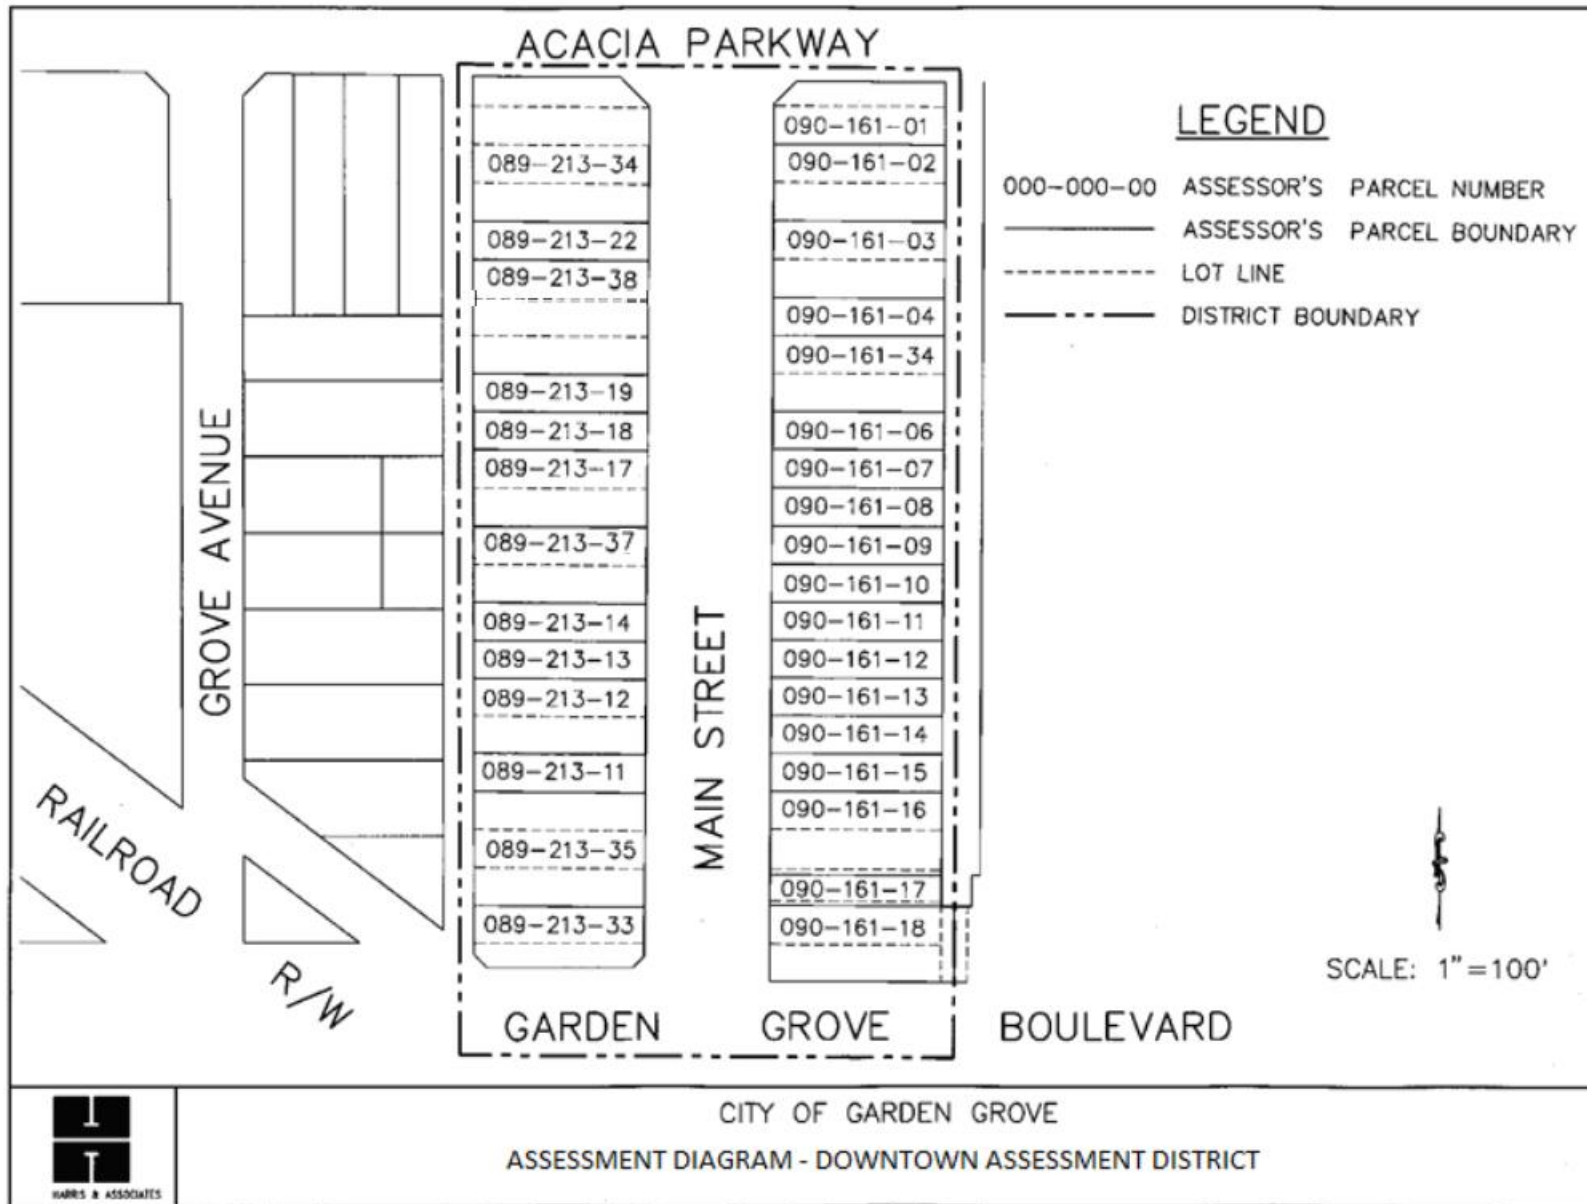 ACACIA PARKWAY
LEGEND
000-000-00 ASSESSOR'S PARCEL NUMBER
ASSESSOR'S PARCEL BOUNDARY
LOT LINE
DISTRICT BOUNDARY
089-213-34
089-213-22
089-213-38
089-213-19
089-213-18
089-213-17
089-213-37
089-213-14
089-213-13
089-213-12
089-213-11
089-213-35
089-213-33
090-161-01
090-161-02
090-161-03
090-161-04
090-161-34
090-161-06
090-161-07
090-161-08
090-161-09
090-161-10
090-161-11
090-161-12
090-161-13
090-161-14
090-161-15
090-161-16
090-161-17
090-161-18
GROVE AVENUE
MAIN STREET
RAILROAD
R/W
SCALE: 1"=100'
GARDEN GROVE BOULEVARD
CITY OF GARDEN GROVE
ASSESSMENT DIAGRAM - DOWNTOWN ASSESSMENT DISTRICT
HARRIS & ASSOCIATES